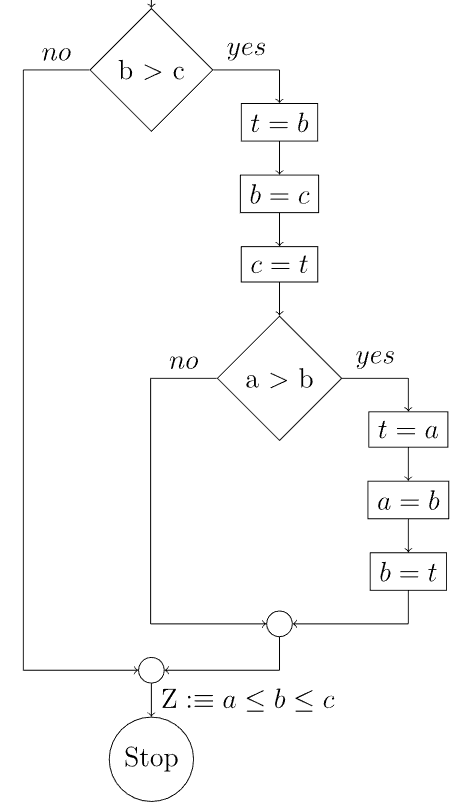 no
yes
b > c
t = b
b = c
c = t
no
yes
a > b
t = a
a = b
b = t
Z :≡ a ≤ b ≤ c
Stop